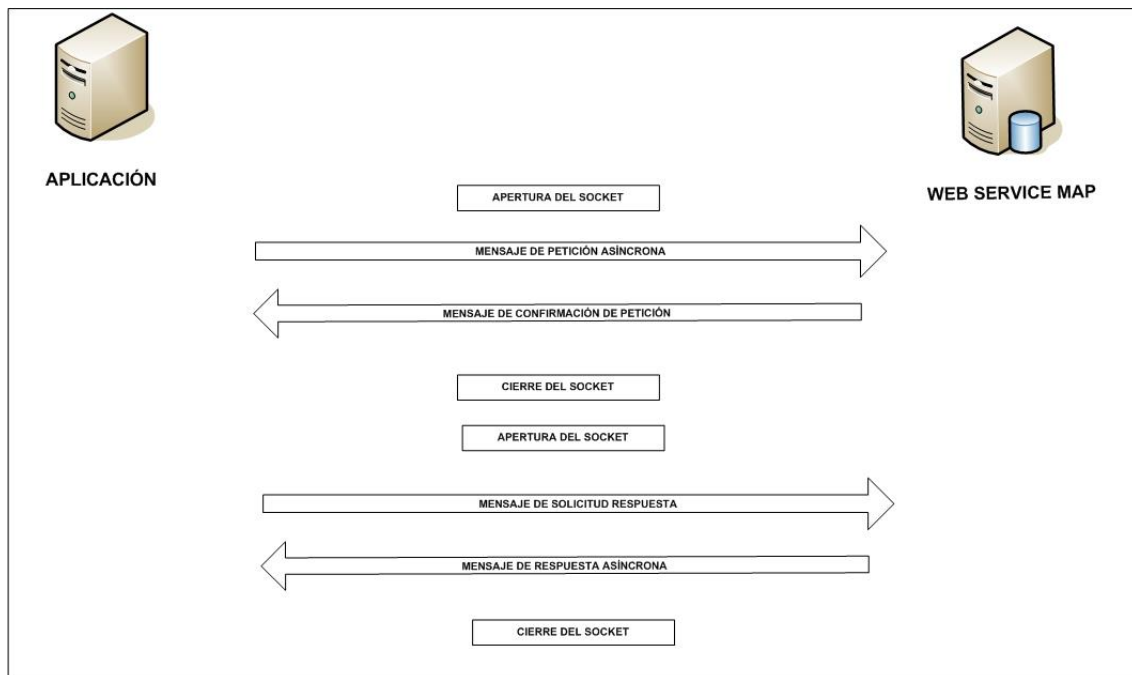 APLICACIÓN
WEB SERVICE MAP
APERTURA DEL SOCKET
MENSAJE DE PETICIÓN ASÍNCRONA
MENSAJE DE CONFIRMACIÓN DE PETICIÓN
CIERRE DEL SOCKET
APERTURA DEL SOCKET
MENSAJE DE SOLICITUD RESPUESTA
MENSAJE DE RESPUESTA ASÍNCRONA
CIERRE DEL SOCKET